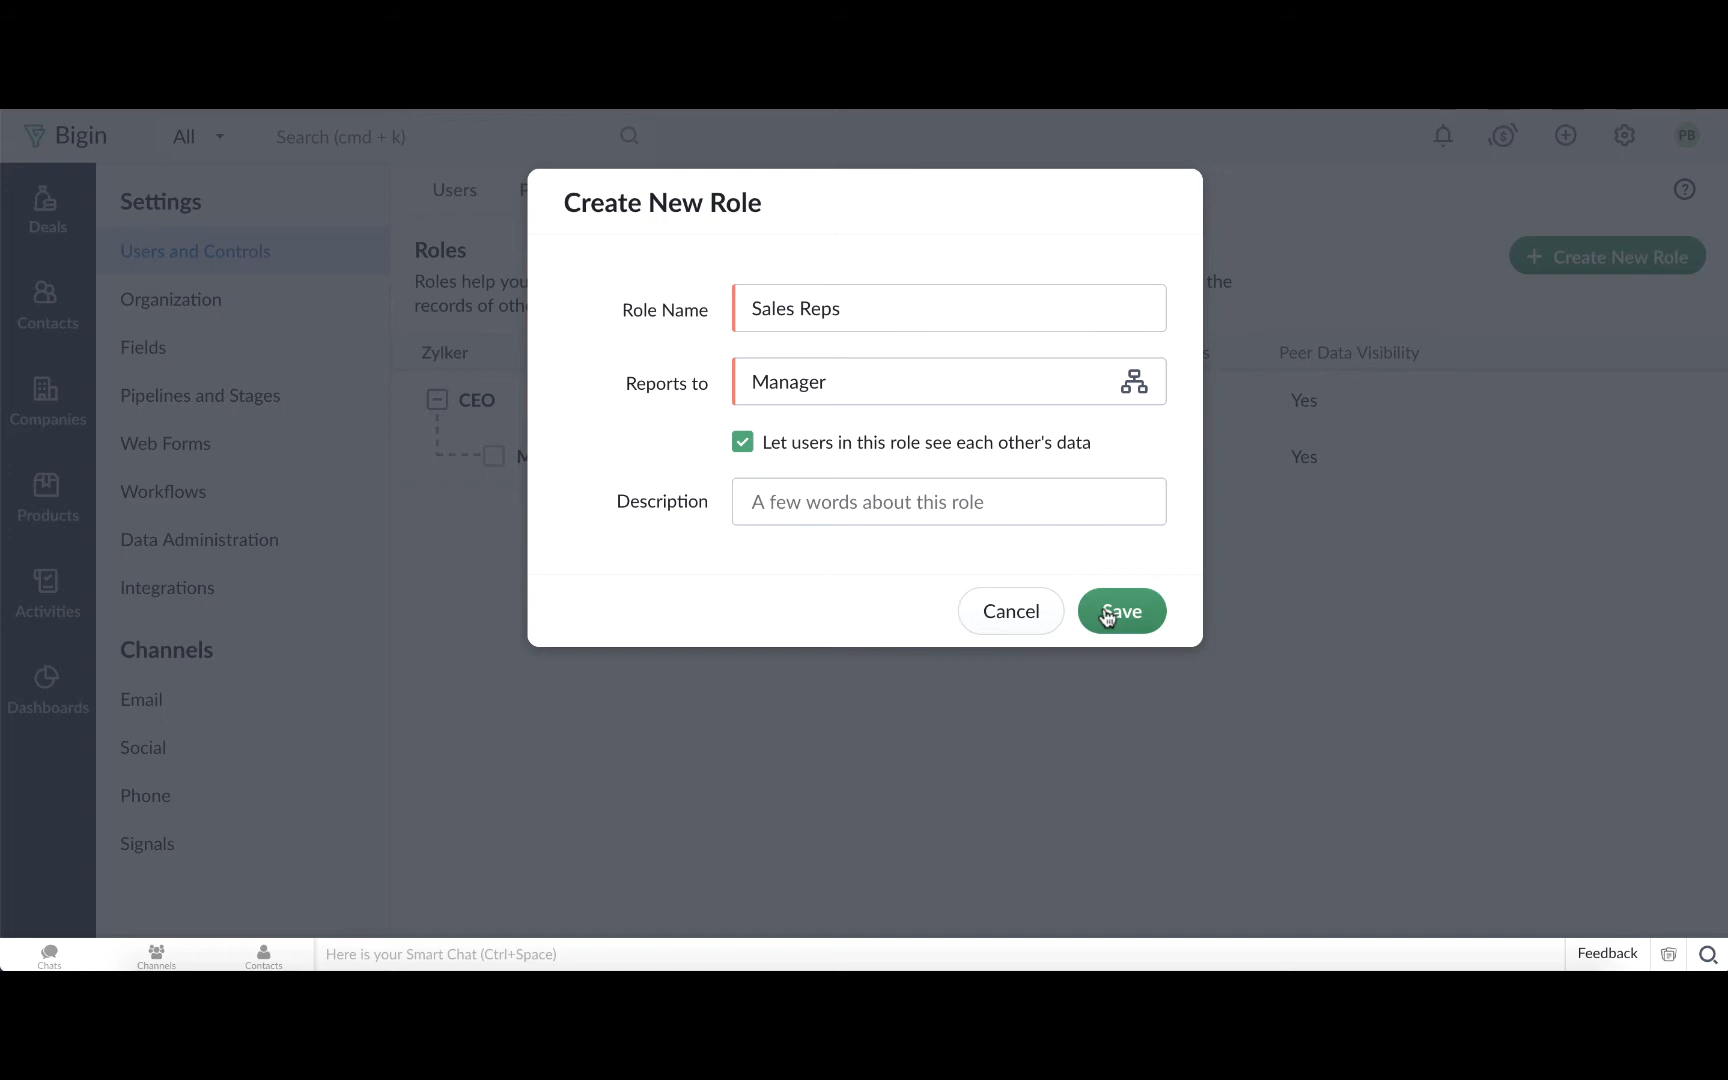 Bigin
All
Search (cmd + k)
PB
Deals
Contacts
Companies
Products
Activities
Dashboards
Settings
Users and Controls
Organization
Fields
Pipelines and Stages
Web Forms
Workflows
Data Administration
Integrations
Channels
Email
Social
Phone
Signals
Users
Roles
Roles help you
the
records of
+ Create New Role
Zylker
Peer Data Visibility
CEO
Yes
Yes
Create New Role
Role Name
Sales Reps
Reports to
Manager
Let users in this role see each other's data
Description
A few words about this role
Cancel
Save
Chats
Channels
Contacts
Here is your Smart Chat (Ctrl+Space)
Feedback